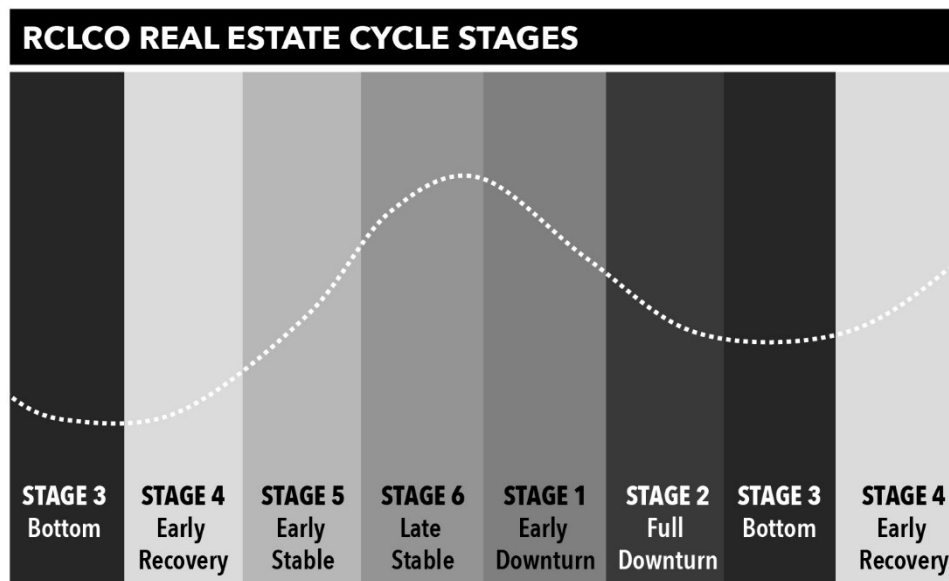 RCLCO REAL ESTATE CYCLE STAGES
STAGE 3
Bottom
STAGE 4
Early
Recovery
STAGE 5
Early
Stable
STAGE 6
Late
Stable
STAGE 1
Early
Downturn
STAGE 2
Full
Downturn
STAGE 3
Bottom
STAGE 4
Early
Recovery